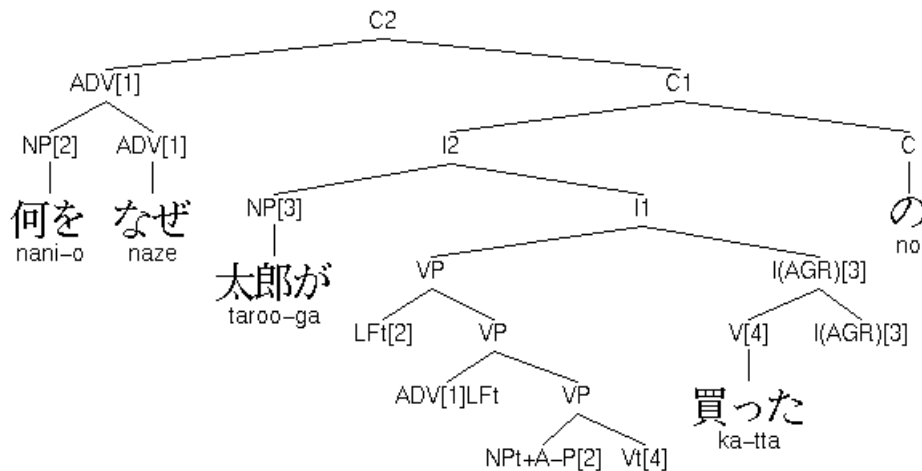 C2
ADV[1] C1
NP[2] ADV[1] I2 C
何を なぜ NP[3] I1 の
nani-o naze no
太郎が VP I(AGR)[3]
taroo-ga
LFt[2] VP V[4] I(AGR)[3]
ADV[1]LFt VP 買った
ka-tta
NPt+A-P[2] Vt[4]